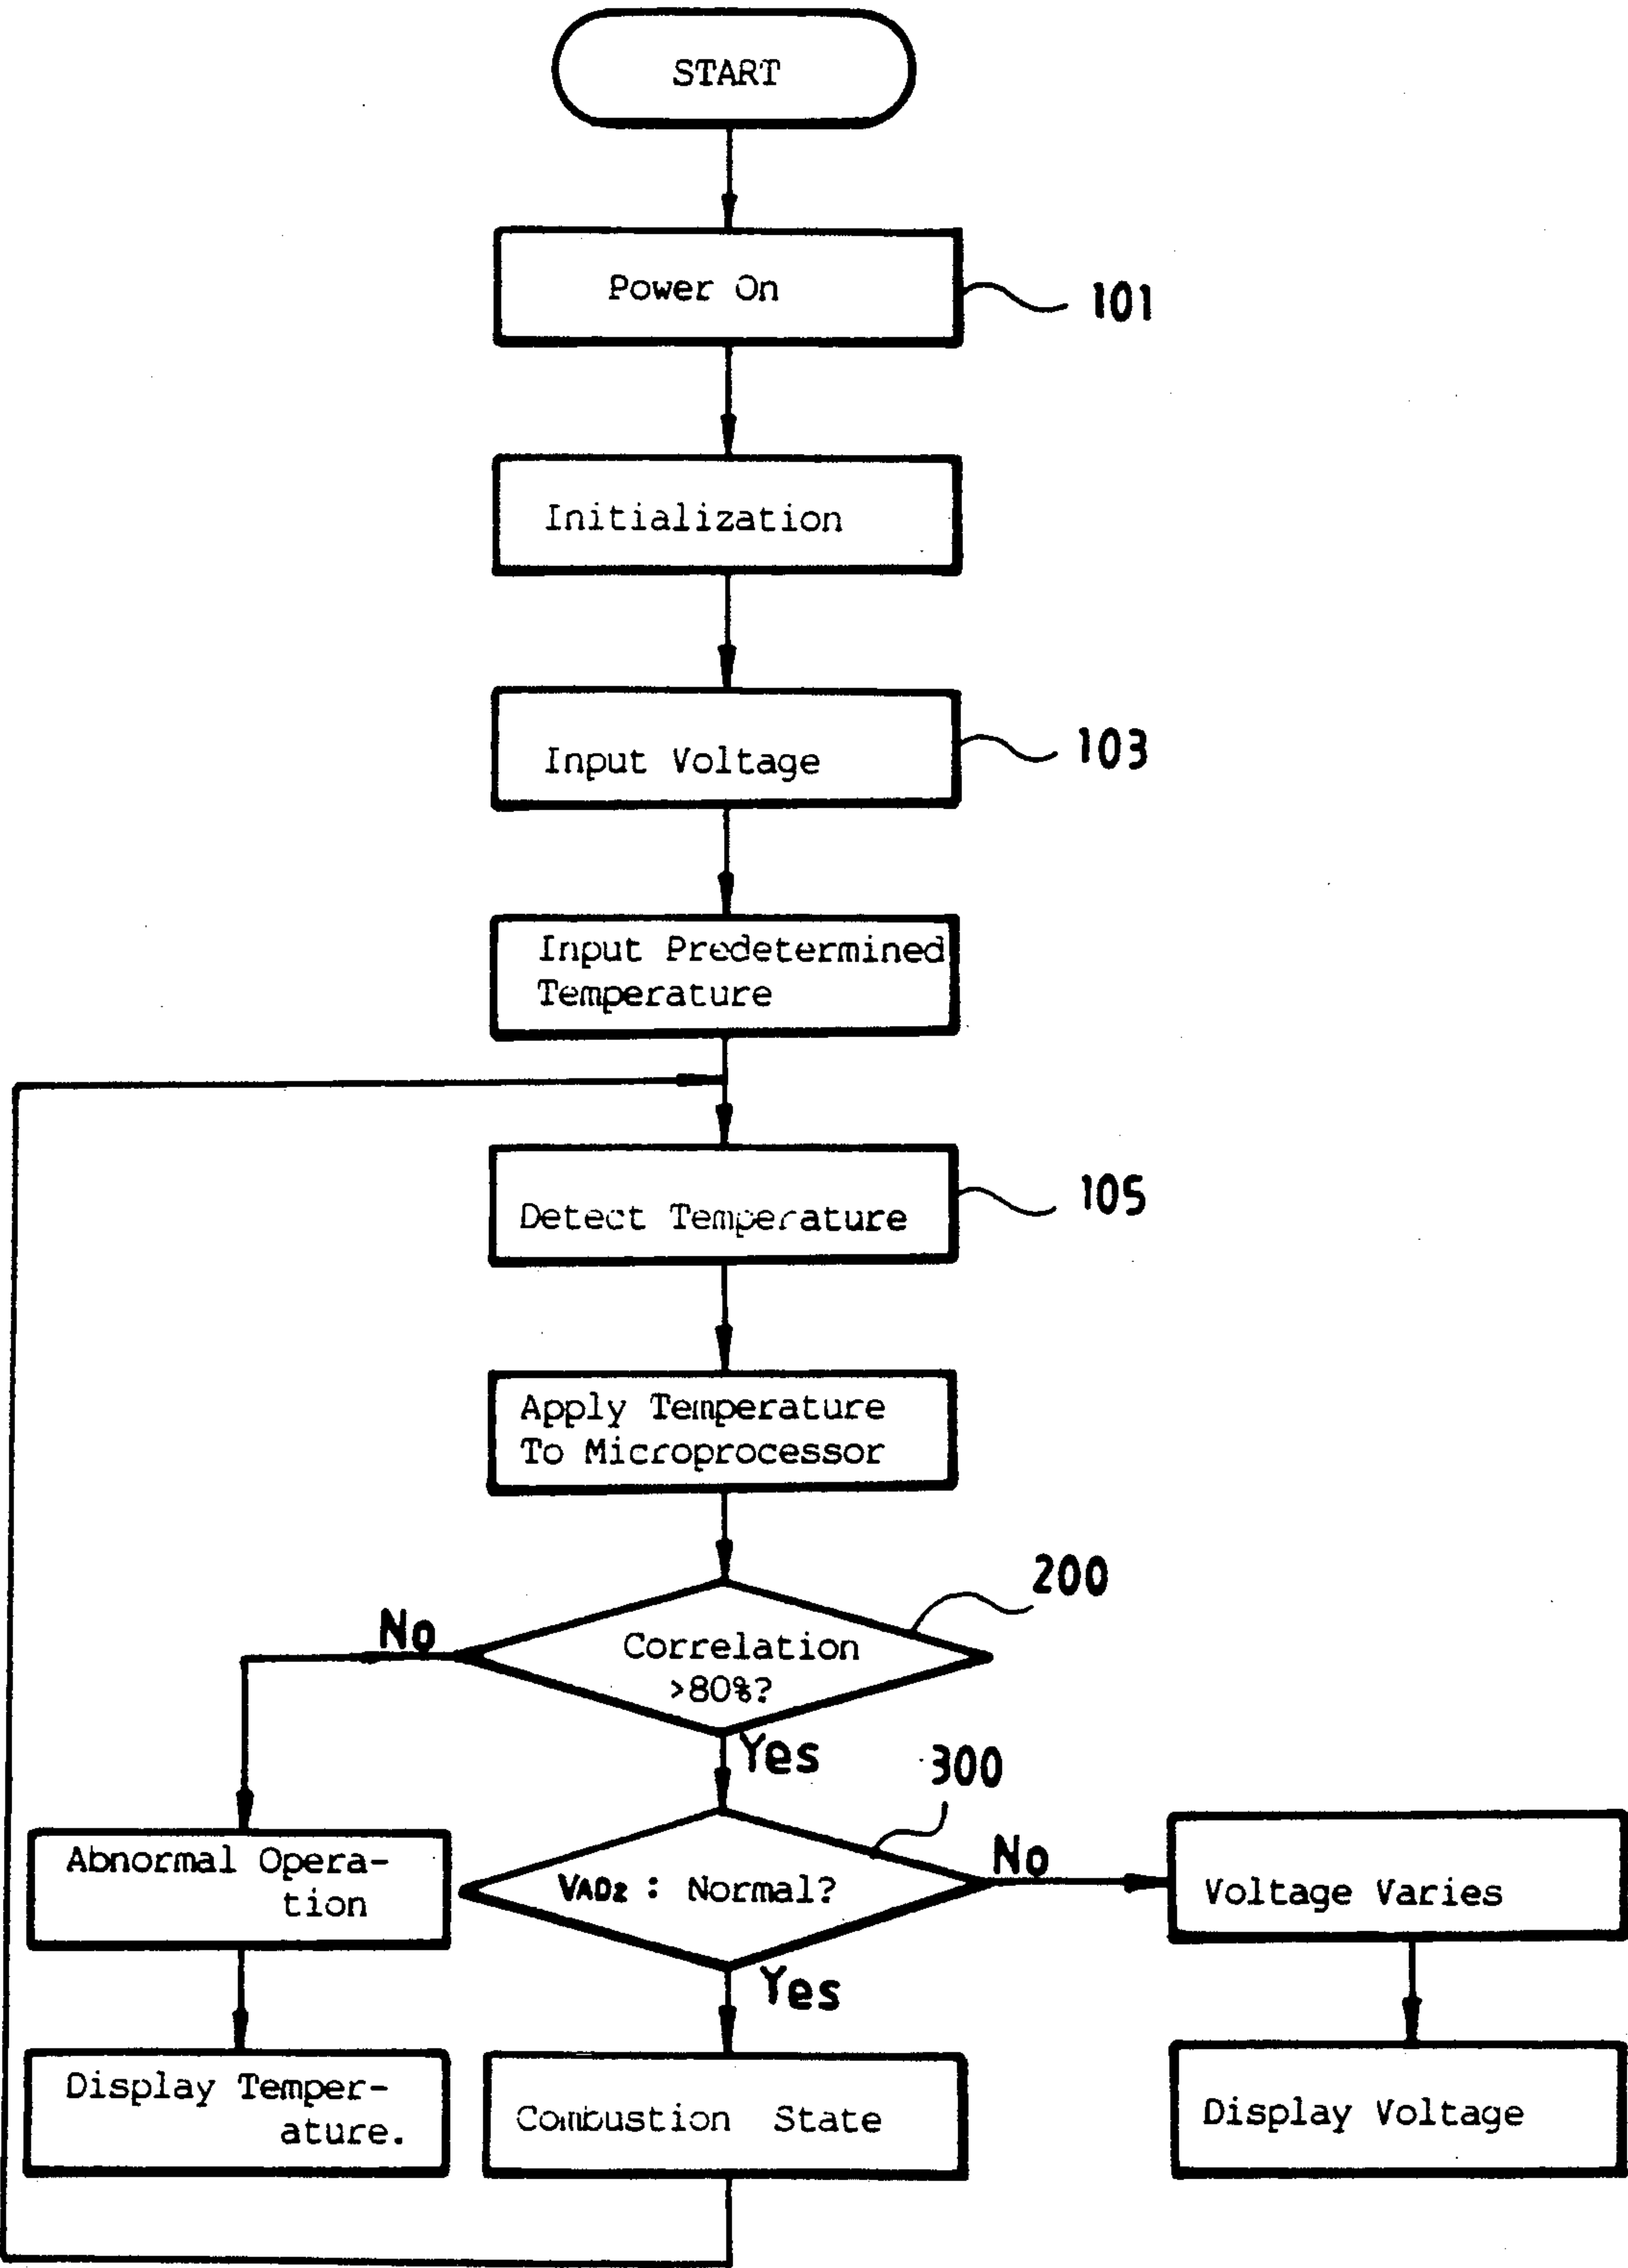 START
Power On
101
Initialization
Input Voltage
103
Input Predetermined
Temperature
Detect Temperature
105
Apply Temperature
To Microprocessor
200
No
Correlation
>80%?
Yes
300
Abnormal Opera-
tion
VAD2 : Normal?
No
Voltage Varies
Yes
Display Temper-
ature.
Combustion State
Display Voltage